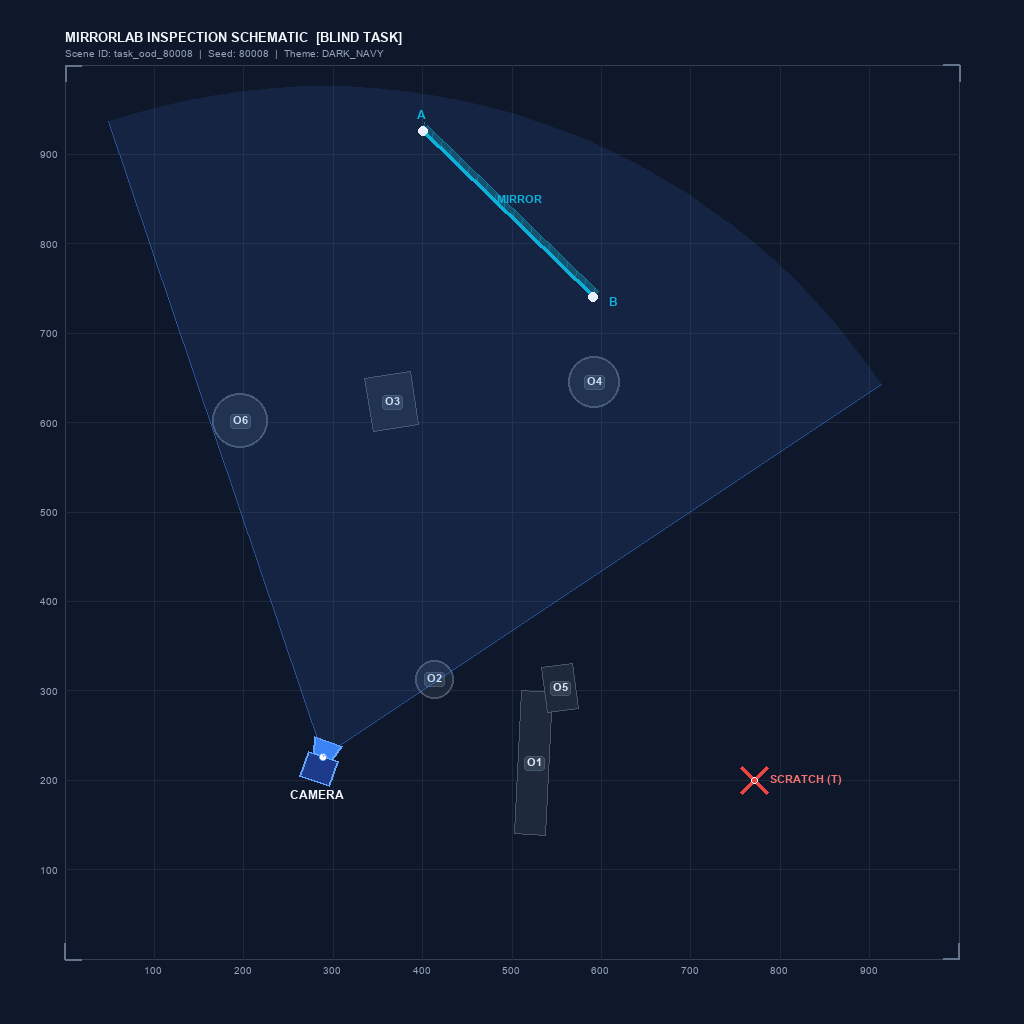 MIRRORLAB INSPECTION SCHEMATIC [BLIND TASK]
Scene ID: task_ood_80008 | Seed: 80008 | Theme: DARK_NAVY
A
900
MIRROR
800
B
700
O4
O3
O6
600
500
400
300
O2
O5
O1
200
SCRATCH (T)
CAMERA
100
100 200 300 400 500 600 700 800 900